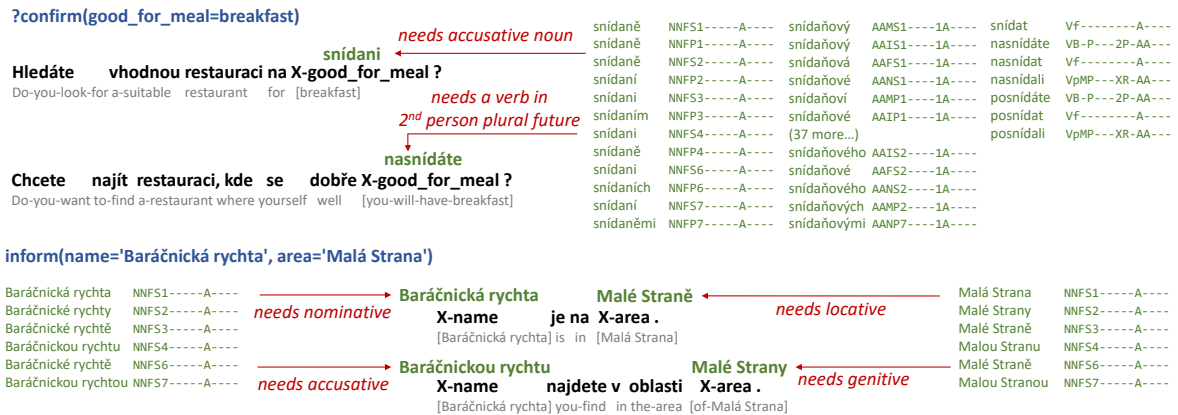 ?confirm(good_for_meal=breakfast)
snídani
needs accusative noun
Hledáte vhodnou restauraci na X-good_for_meal ?
Do-you-look-for a-suitable restaurant for [breakfast]
needs a verb in
2nd person plural future
nasnídáte
Chcete najít restauraci, kde se dobře X-good_for_meal ?
Do-you-want to-find a-restaurant where yourself well [you-will-have-breakfast]
snídaně NNFS1-----A---- snídaňový AAMS1----1A---- snídat Vf--------A----
snídaně NNFP1-----A---- snídaňový AAIS1----1A---- nasnídáte VB-P---2P-AA---
snídaně NNFS2-----A---- snídaňová AAFS1----1A---- nasnídat Vf--------A----
snídaní NNFP2-----A---- snídaňové AANS1----1A---- nasnídali VpMP---XR-AA---
snídani NNFS3-----A---- snídaňoví AAMP1----1A---- posnídáte VB-P---2P-AA---
snídaním NNFP3-----A---- snídaňové AAIP1----1A---- posnídat Vf--------A----
snídani NNFS4-----A---- (37 more…) posnídali VpMP---XR-AA---
snídaně NNFP4-----A---- snídaňového AAIS2----1A----
snídani NNFS6-----A---- snídaňové AAFS2----1A----
snídaních NNFP6-----A---- snídaňového AANS2----1A----
snídaní NNFS7-----A---- snídaňových AAMP2----1A----
snídaněmi NNFP7-----A---- snídaňovými AANP7----1A----
inform(name='Baráčnická rychta', area='Malá Strana')
Baráčnická rychta NNFS1-----A----
Baráčnické rychty NNFS2-----A----
Baráčnické rychtě NNFS3-----A----
Baráčnickou rychtu NNFS4-----A----
Baráčnické rychtě NNFS6-----A----
Baráčnickou rychtou NNFS7-----A----
needs nominative
needs accusative
Baráčnická rychta Malé Straně
X-name je na X-area .
[Baráčnická rychta] is in [Malá Strana]
needs locative
Baráčnickou rychtu Malé Strany
X-name najdete v oblasti X-area .
[Baráčnická rychta] you-find in the-area [of-Malá Strana]
needs genitive
Malá Strana NNFS1-----A----
Malé Strany NNFS2-----A----
Malé Straně NNFS3-----A----
Malou Stranu NNFS4-----A----
Malé Straně NNFS6-----A----
Malou Stranou NNFS7-----A----